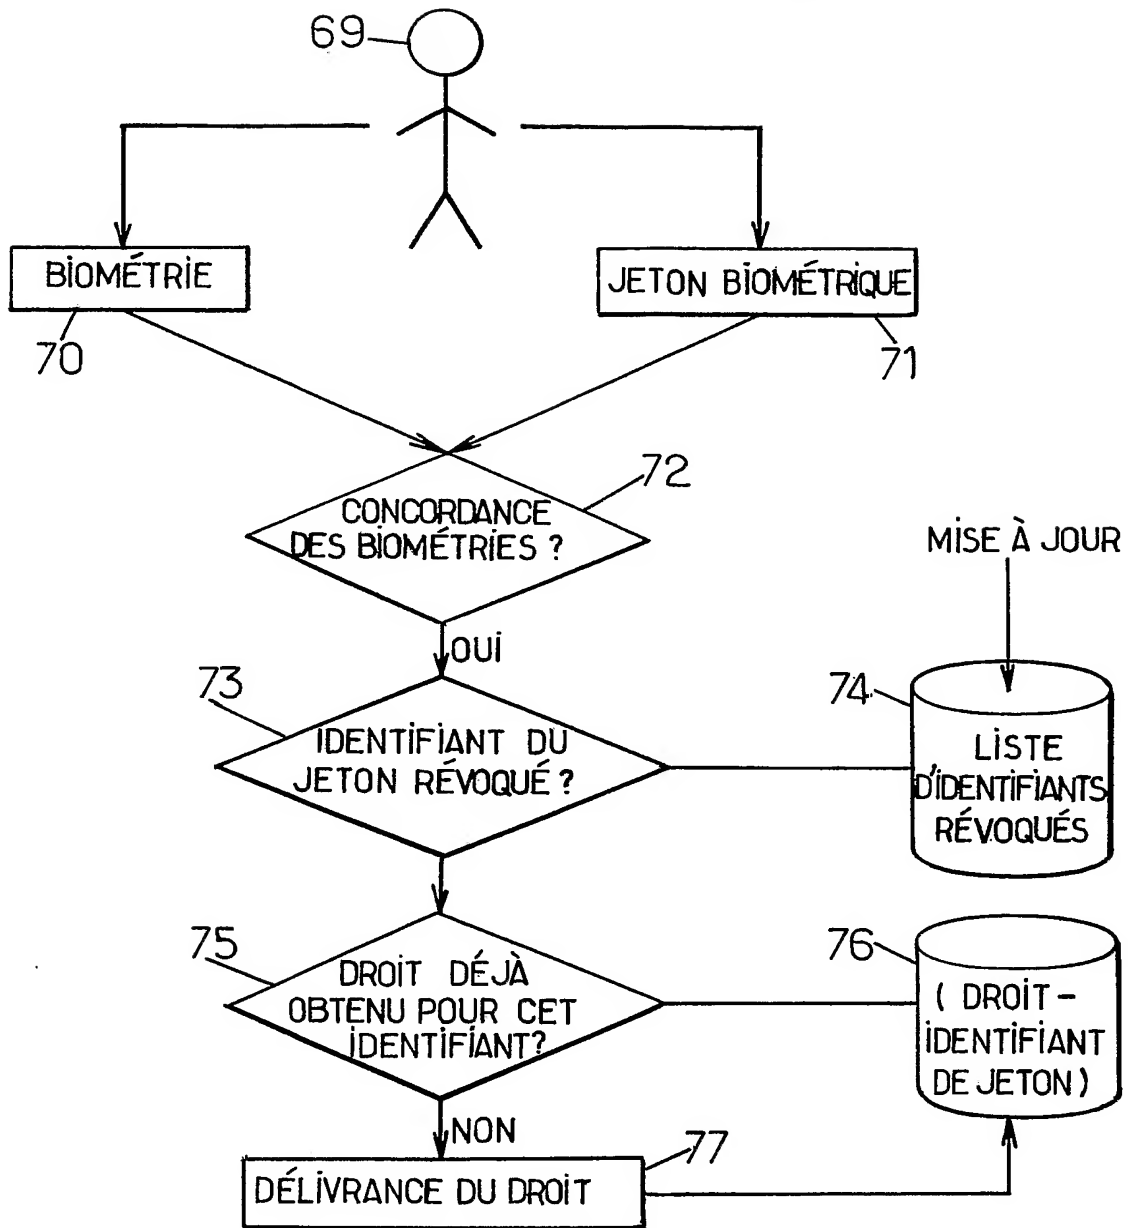 69
BIOMÉTRIE
JETON BIOMÉTRIQUE
70
71
72
CONCORDANCE
DES BIOMÉTRIES ?
MISE À JOUR
OUI
73
74
IDENTIFIANT DU
JETON RÉVOQUÉ ?
LISTE
D'IDENTIFIANTS
RÉVOQUÉS
75
76
DROIT DÉJÀ
OBTENU POUR CET
IDENTIFIANT?
( DROIT-
IDENTIFIANT
DE JETON )
NON
77
DÉLIVRANCE DU DROIT